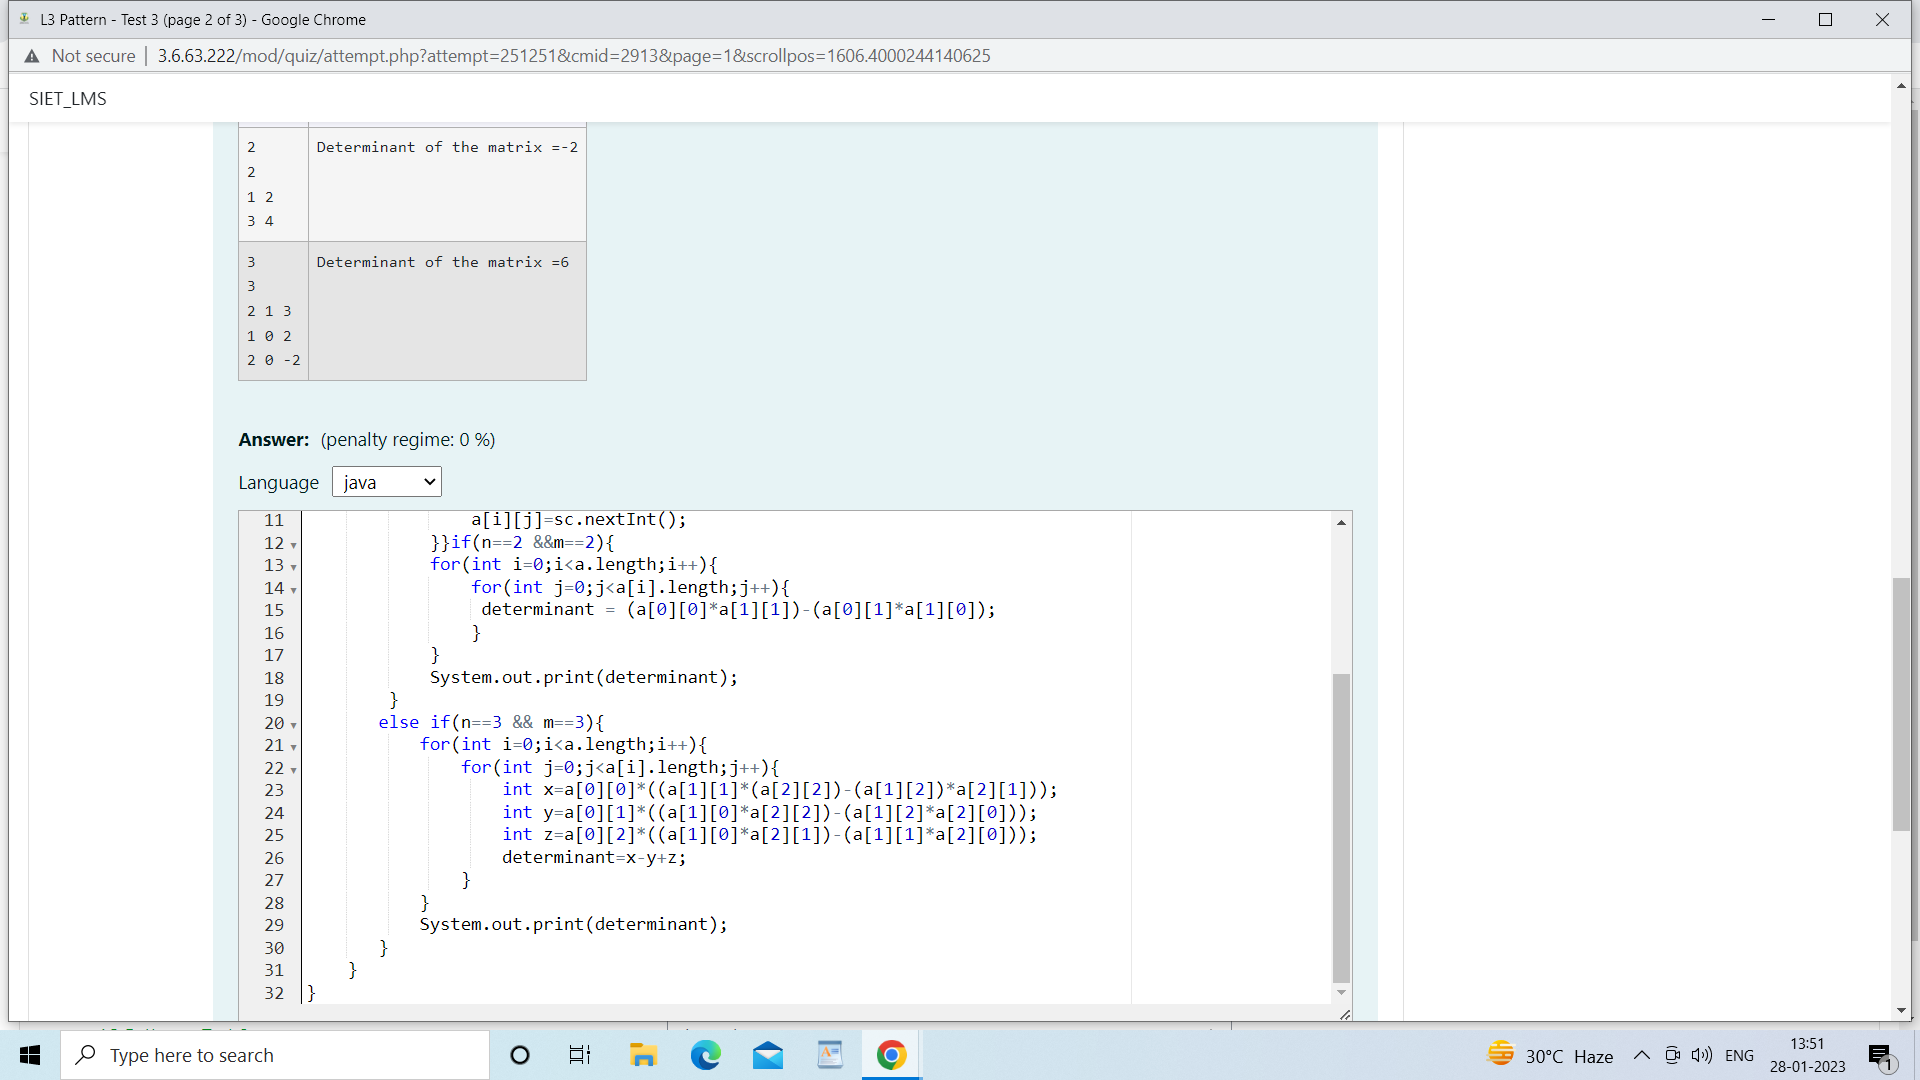 L3 Pattern - Test 3 (page 2 of 3) - Google Chrome
Not secure | 3.6.63.222/mod/quiz/attempt.php?attempt=251251&cmid=2913&page=1&scrollpos=1606.4000244140625
SIET_LMS
2 Determinant of the matrix =-2
2
1 2
3 4
3 Determinant of the matrix =6
3
2 1 3
1 0 2
2 0 -2
Answer: (penalty regime: 0 %)
Language java
11 a[i][j]=sc.nextInt();
12 }}if(n==2 &&m==2){
13 for(int i=0;i<a.length;i++){
14 for(int j=0;j<a[i].length;j++){
15 determinant = (a[0][0]*a[1][1])-(a[0][1]*a[1][0]);
16 }
17 }
18 System.out.print(determinant);
19 }
20 else if(n==3 && m==3){
21 for(int i=0;i<a.length;i++){
22 for(int j=0;j<a[i].length;j++){
23 int x=a[0][0]*((a[1][1]*(a[2][2])-(a[1][2])*a[2][1]));
24 int y=a[0][1]*((a[1][0]*a[2][2])-(a[1][2]*a[2][0]));
25 int z=a[0][2]*((a[1][0]*a[2][1])-(a[1][1]*a[2][0]));
26 determinant=x-y+z;
27 }
28 }
29 System.out.print(determinant);
30 }
31 }
32 }
Type here to search
30°C Haze
ENG
13:51
28-01-2023
1